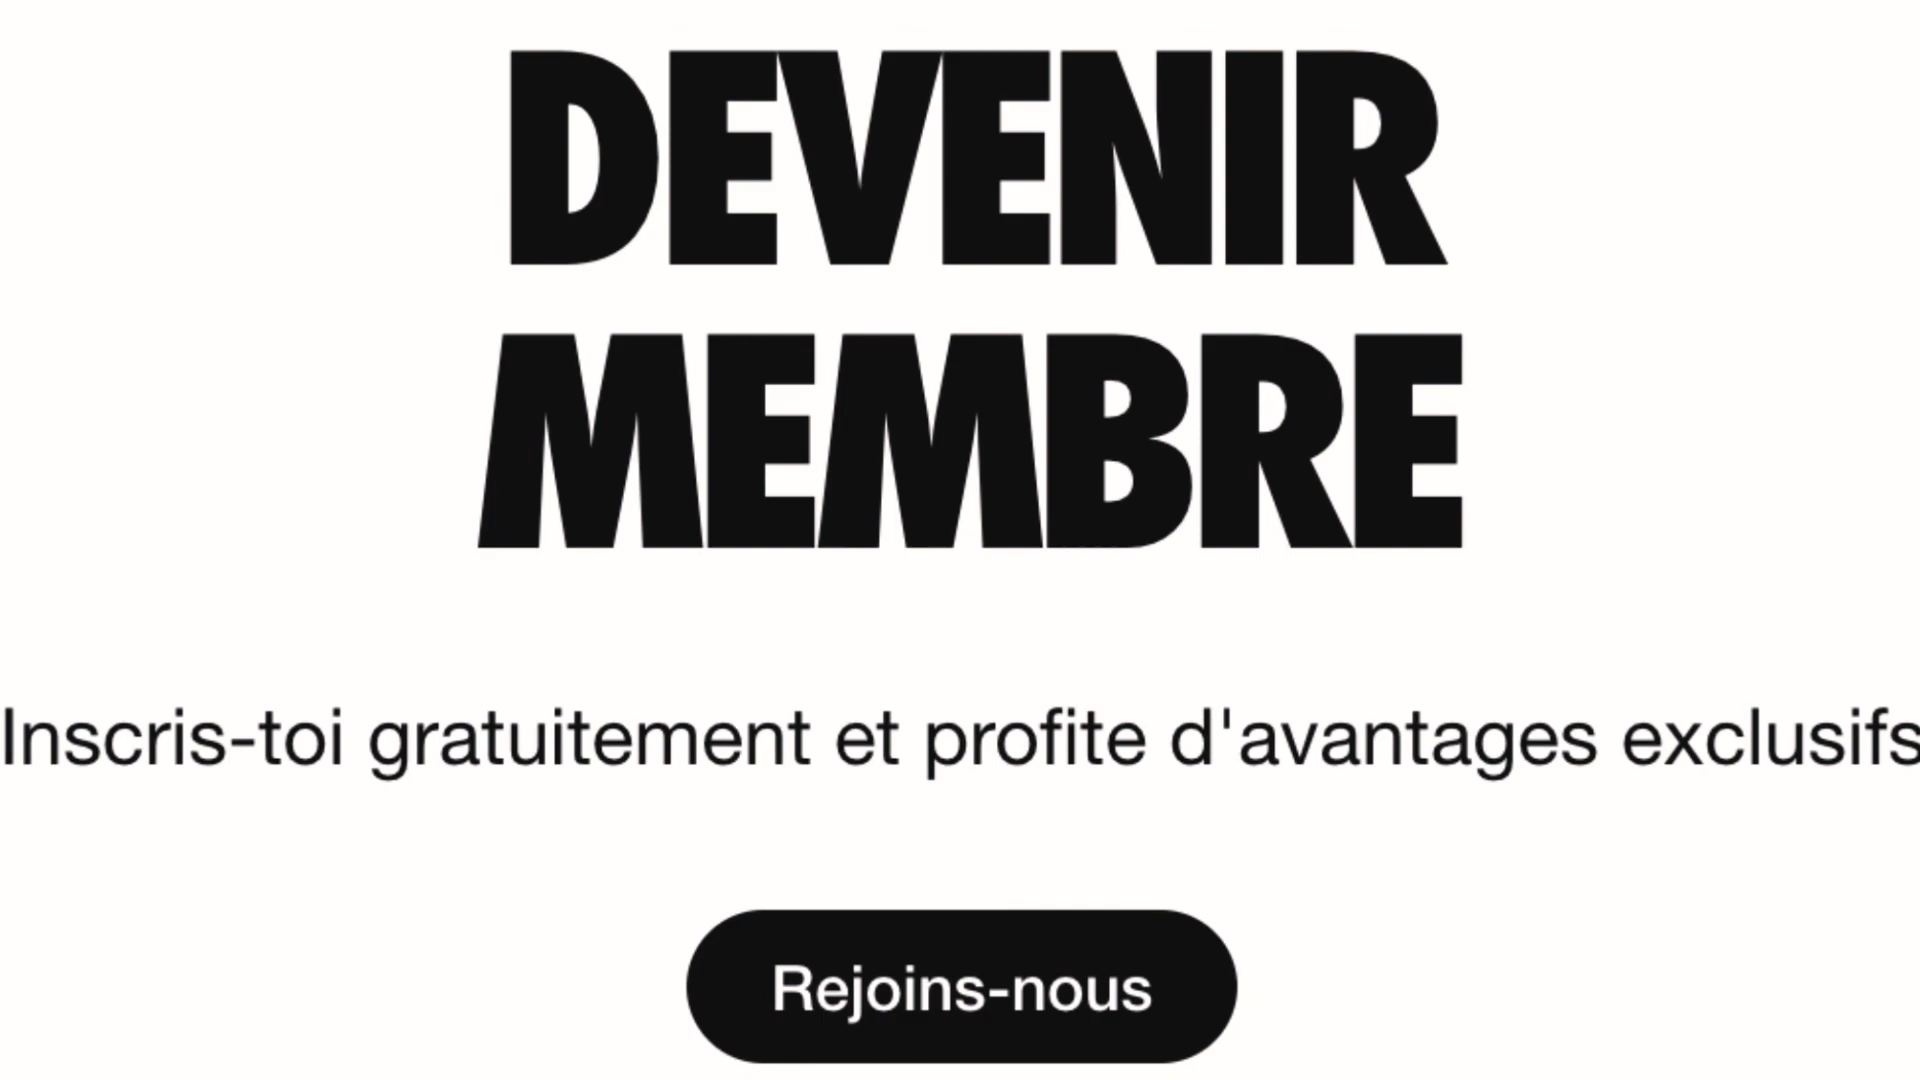 DEVENIR
MEMBRE
Inscris-toi gratuitement et profite d'avantages exclusifs
Rejoins-nous